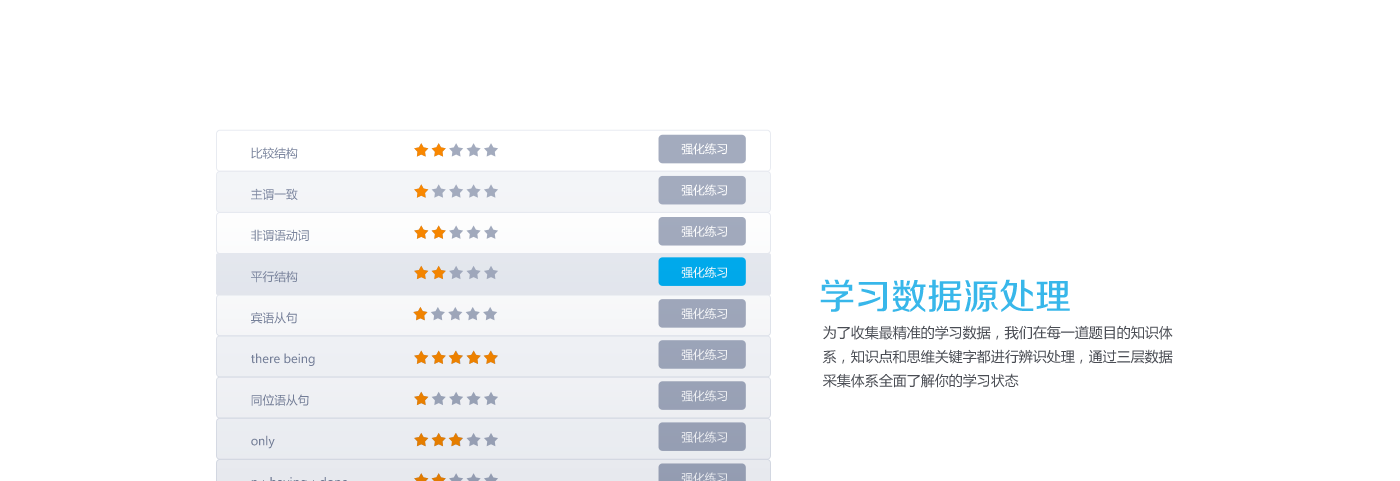 比较结构 强化练习
主谓一致 强化练习
非谓语动词 强化练习
平行结构 强化练习
宾语从句 强化练习
there being 强化练习
同位语从句 强化练习
only 强化练习
强化练习
学习数据源处理
为了收集最精准的学习数据，我们在每一道题目的知识体
系，知识点和思维关键字都进行辨识处理，通过三层数据
采集体系全面了解你的学习状态